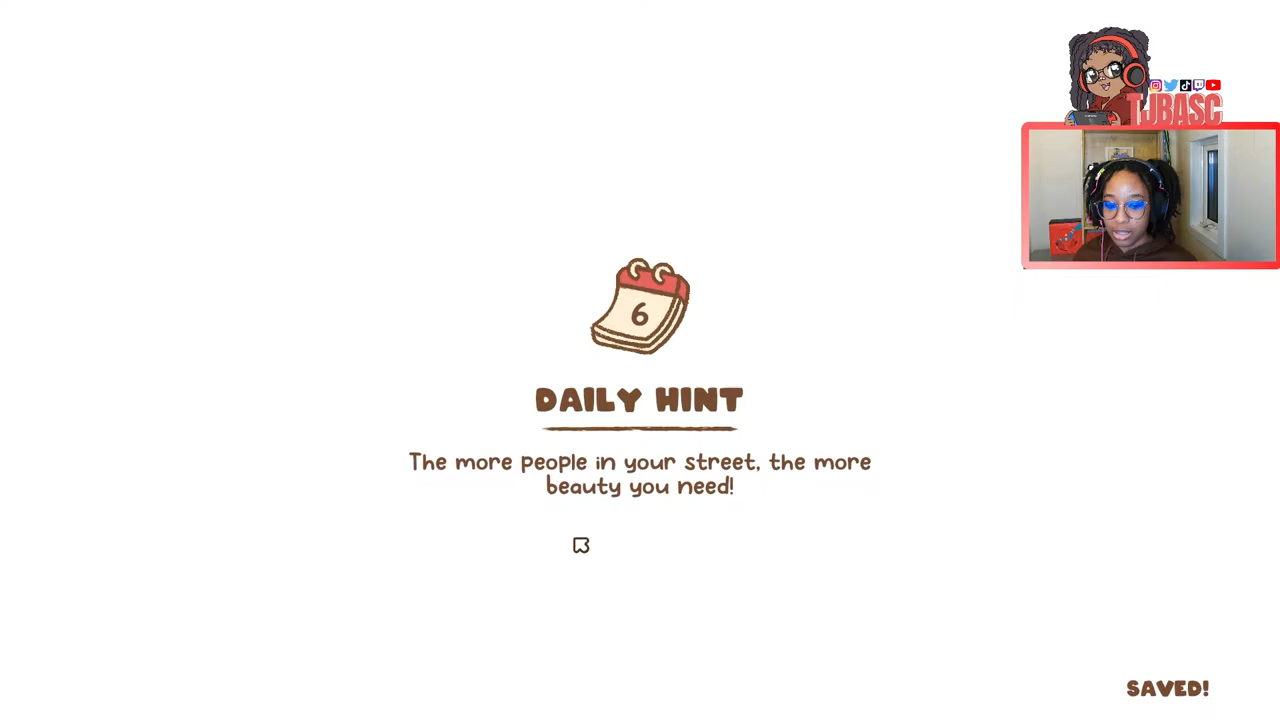 TJBASC
6
DAILY HINT
The more people in your street, the more
beauty you need!
SAVED!